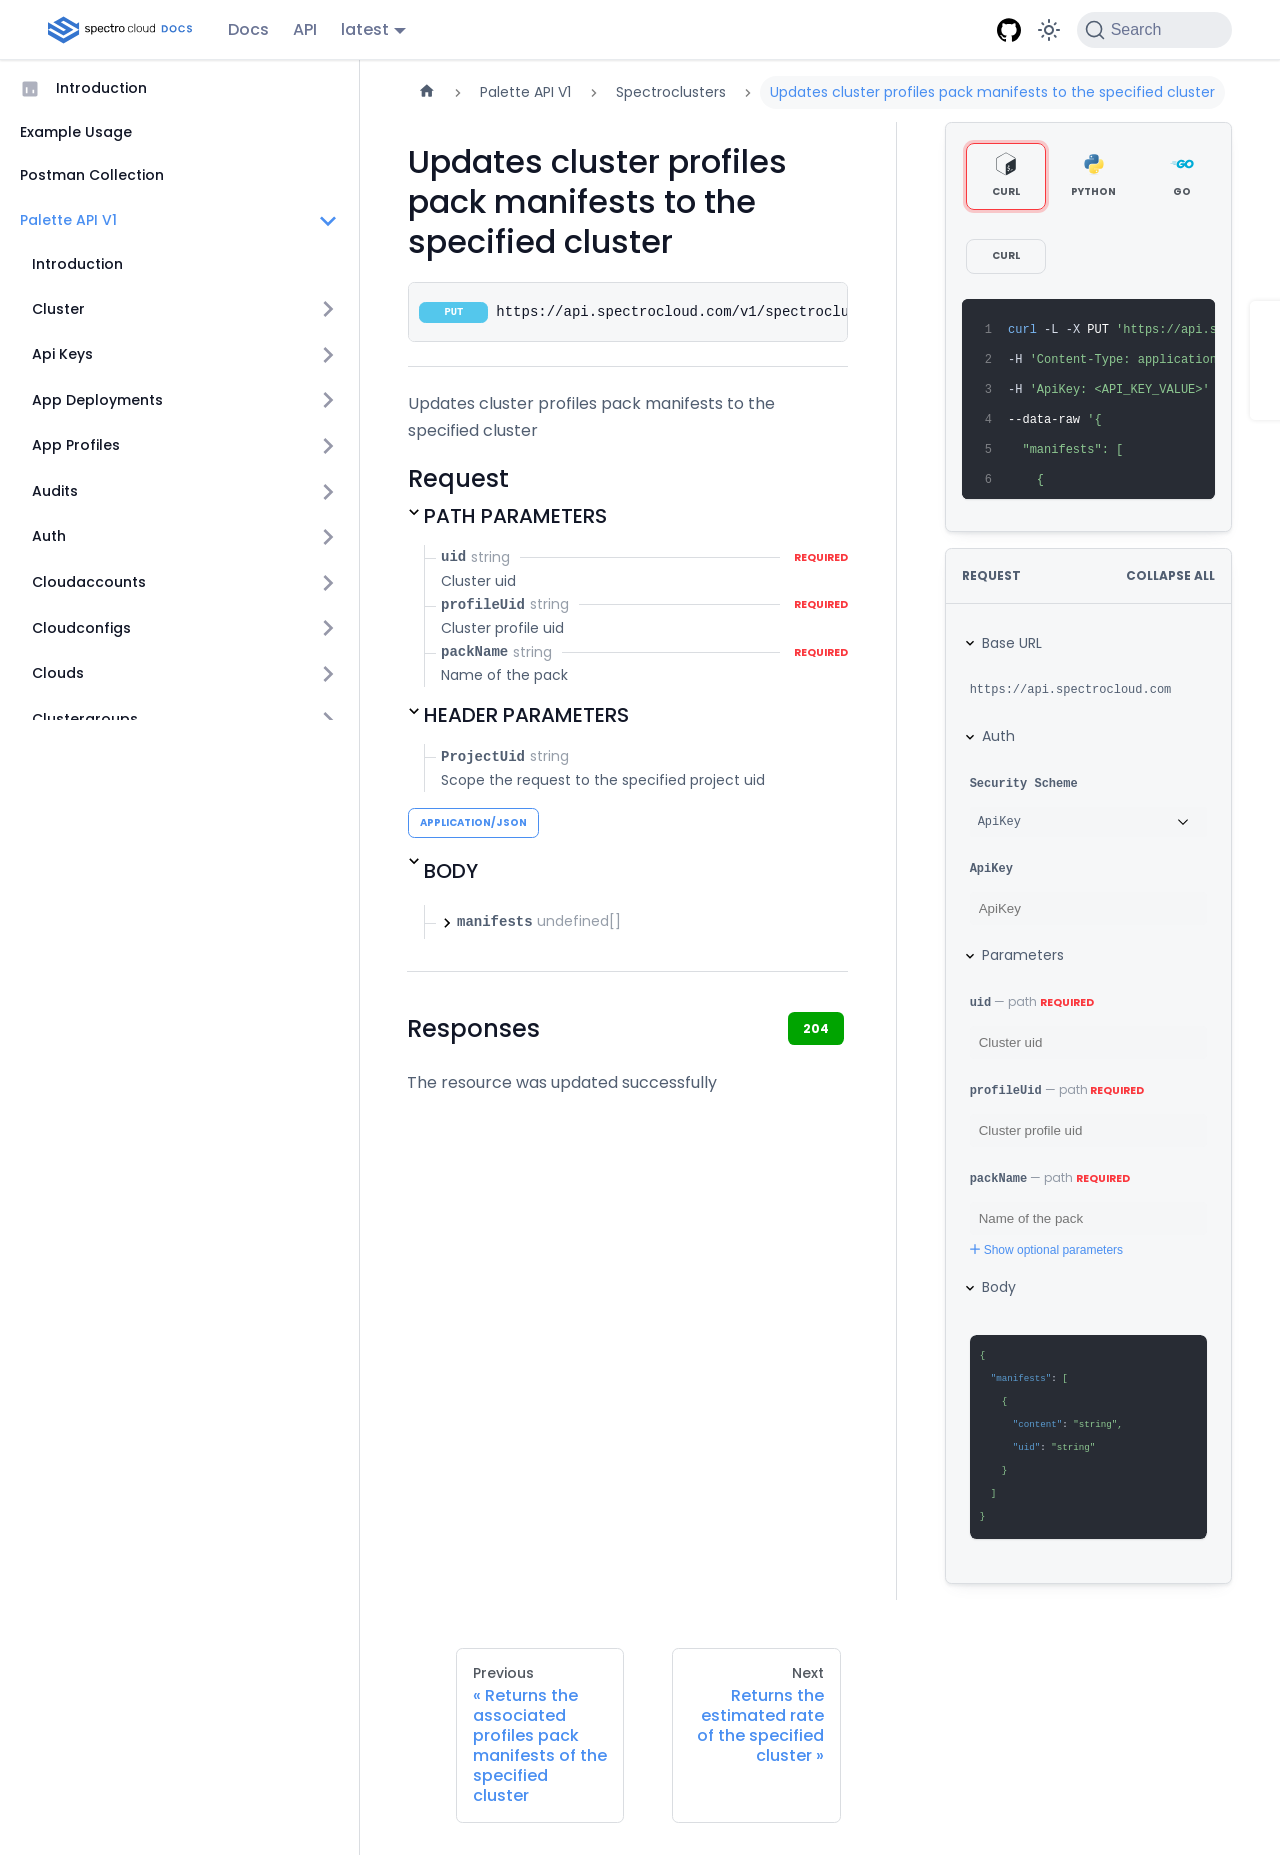 spectro cloud DOCS
Docs
API
latest
Search
Introduction
Example Usage
Postman Collection
Palette API V1
Introduction
Cluster
Api Keys
App Deployments
App Profiles
Audits
Auth
Cloudaccounts
Cloudconfigs
Clouds
Clustergroups
Palette API V1
Spectroclusters
Updates cluster profiles pack manifests to the specified cluster
Updates cluster profiles
pack manifests to the
specified cluster
PUT https://api.spectrocloud.com/v1/spectroclu
Updates cluster profiles pack manifests to the
specified cluster
Request
PATH PARAMETERS
uid string REQUIRED
Cluster uid
profileUid string REQUIRED
Cluster profile uid
packName string REQUIRED
Name of the pack
HEADER PARAMETERS
ProjectUid string
Scope the request to the specified project uid
APPLICATION/JSON
BODY
manifests undefined[]
Responses
204
The resource was updated successfully
CURL
PYTHON
GO
CURL
1 curl -L -X PUT 'https://api.s
2 -H 'Content-Type: application
3 -H 'ApiKey: <API_KEY_VALUE>'
4 --data-raw '{
5 "manifests": [
6 {
REQUEST
COLLAPSE ALL
Base URL
https://api.spectrocloud.com
Auth
Security Scheme
ApiKey
ApiKey
ApiKey
Parameters
uid — path REQUIRED
Cluster uid
profileUid — path REQUIRED
Cluster profile uid
packName — path REQUIRED
Name of the pack
Show optional parameters
Body
{
"manifests": [
{
"content": "string",
"uid": "string"
}
]
}
Previous
« Returns the
associated
profiles pack
manifests of the
specified
cluster
Next
Returns the
estimated rate
of the specified
cluster »